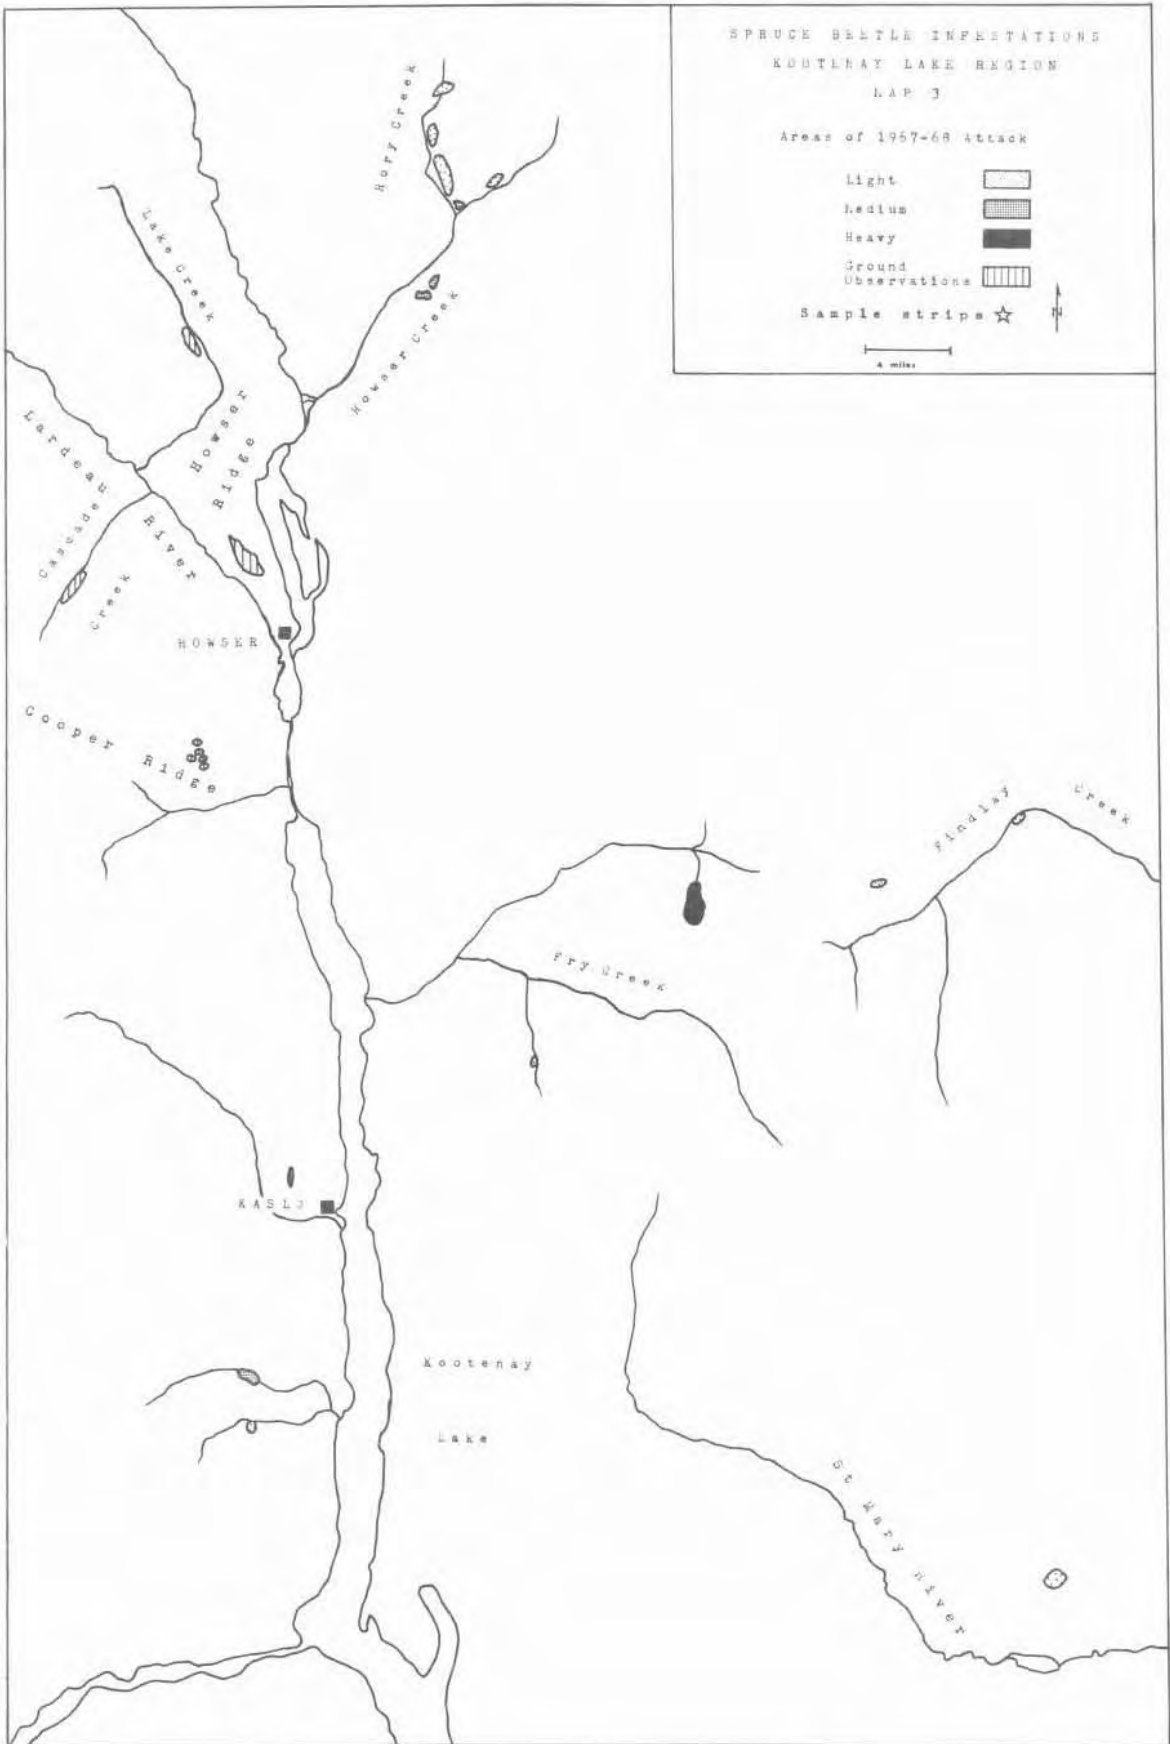 SPRUCE BEETLE INFESTATIONS
KOOTENAY LAKE REGION
MAP 3
Areas of 1967-68 Attack
Light
Medium
Heavy
Ground
Observations
Sample strips
N
4 miles
Rory Creek
Lake Creek
Howser Creek
Howser
Ridge
Lardeau
River
Cascade
Creek
HOWSER
Cooper
Ridge
Findlay
Creek
Fry Creek
KASLO
Kootenay
Lake
St Mary River